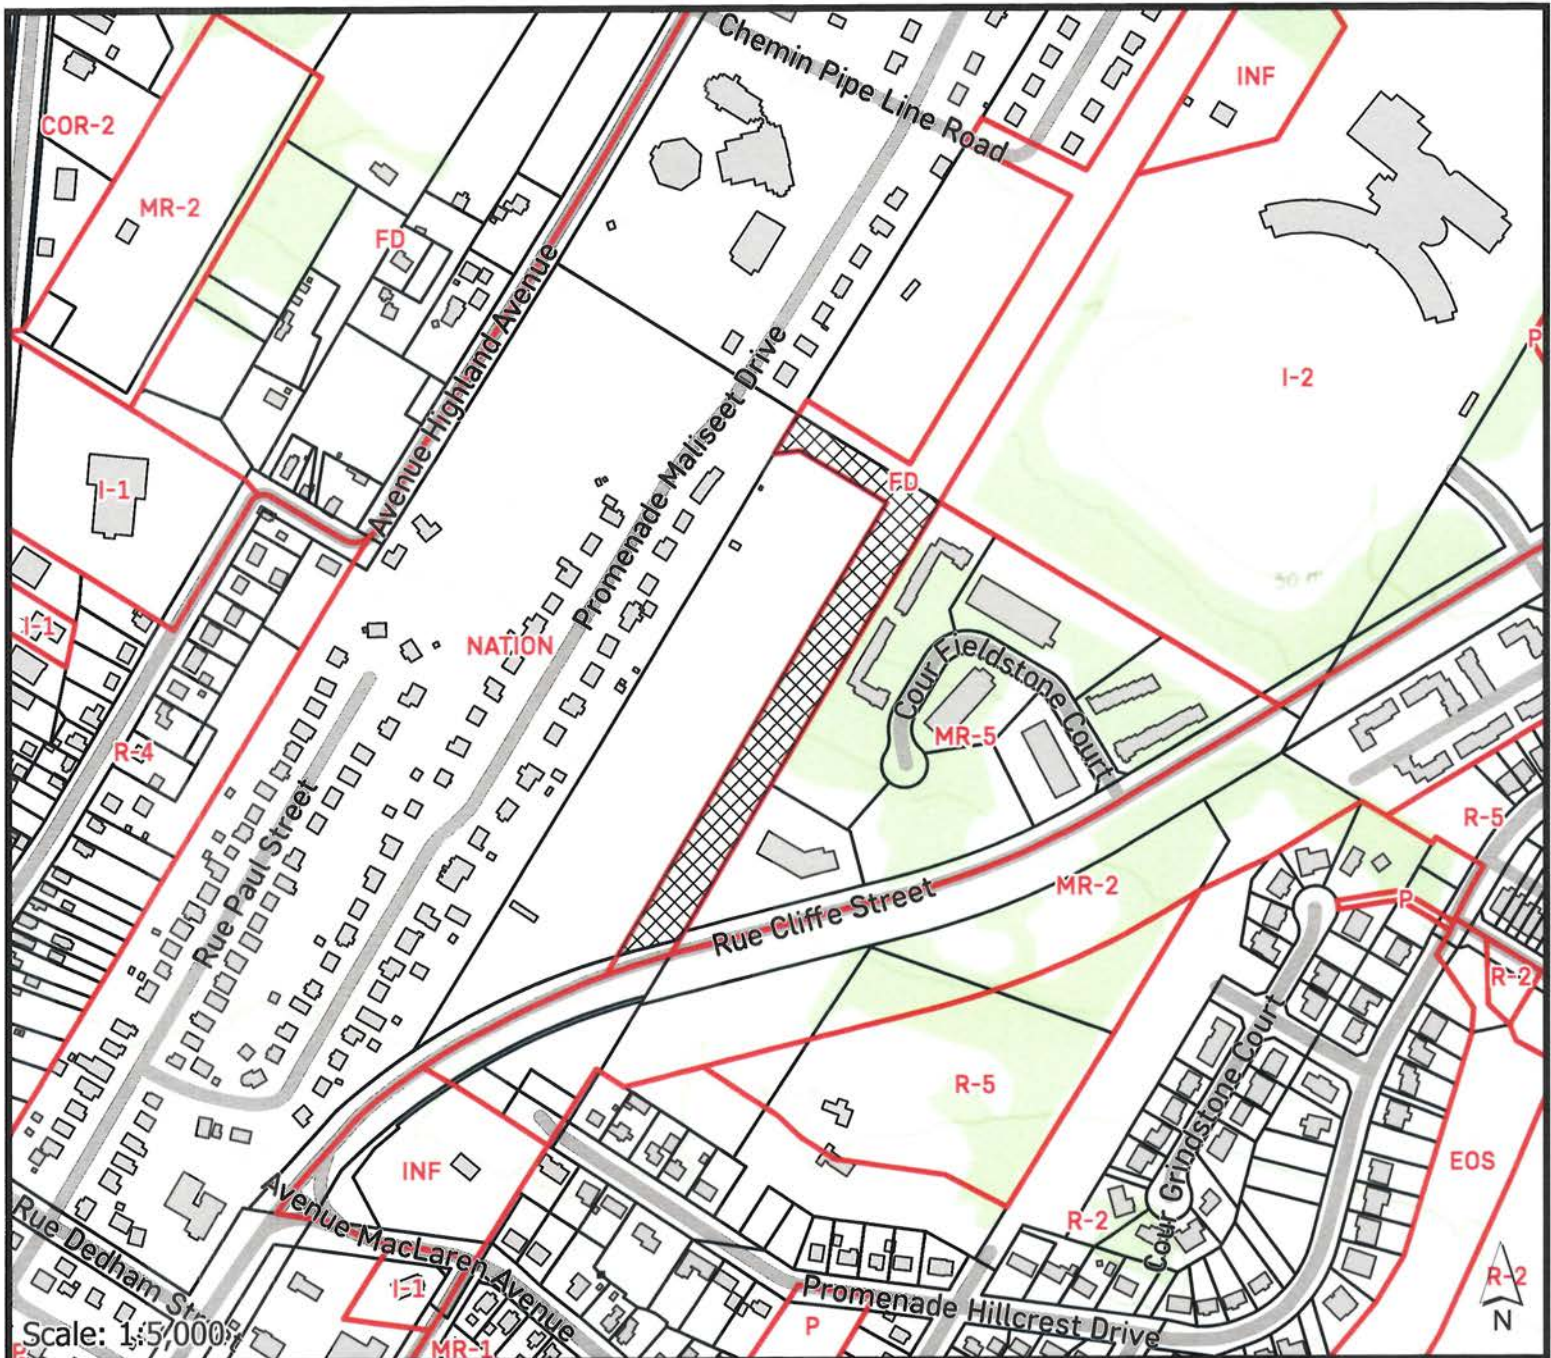 Chemin Pipe Line Road
INF
COR-2
MR-2
FD
Avenue Highland Avenue
I-2
P
Promenade Maliseet Drive
I-1
FD
I-1
NATION
Cour Fieldstone Court
MR-5
R-4
R-5
Rue Paul Street
MR-2
P
Rue Cliffe Street
R-2
R-5
Cour Grindstone Court
EOS
INF
R-2
Avenue MacLaren Avenue
Rue Dedham Str
I-1
Promenade Hillcrest Drive
R-2
P
N
Scale: 1:5,000
P
MR-1